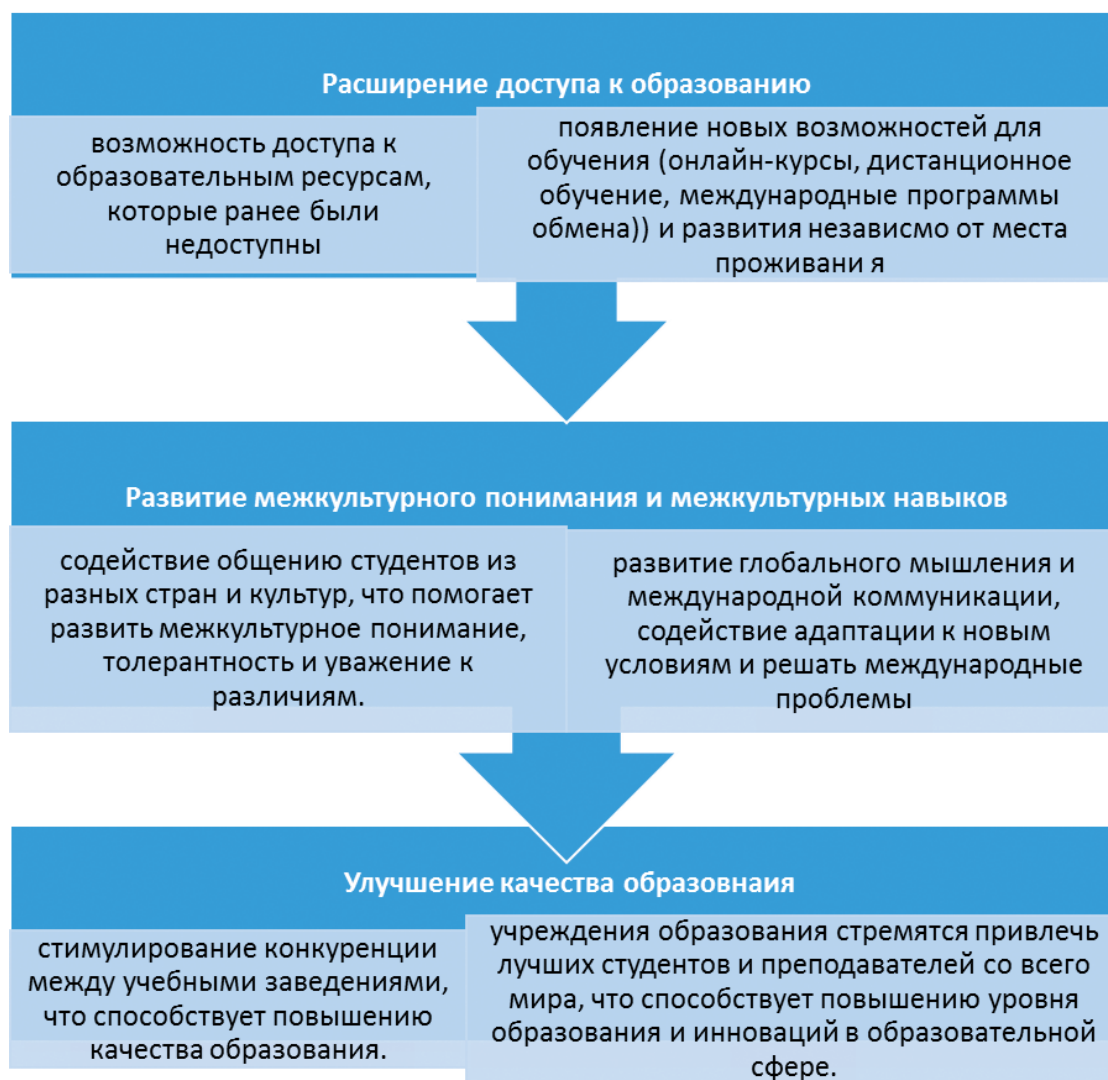 Расширение доступа к образованию
возможность доступа к
образовательным ресурсам,
которые ранее были
недоступны
появление новых возможностей для
обучения (онлайн-курсы, дистанционное
обучение, международные программы
обмена)) и развития незавиcмо от места
проживани я
Развитие межкультурного понимания и межкультурных навыков
содействие общению студентов из
разных стран и культур, что помогает
развить межкультурное понимание,
толерантность и уважение к
различиям.
развитие глобального мышления и
международной коммуникации,
содействие адаптации к новым
условиям и решать международные
проблемы
Улучшение качества образовнаия
стимулирование конкуренции
между учебными заведениями,
что способствует повышению
качества образования.
учреждения образования стремятся привлечь
лучших студентов и преподавателей со всего
мира, что способствует повышению уровня
образования и инноваций в образовательной
сфере.